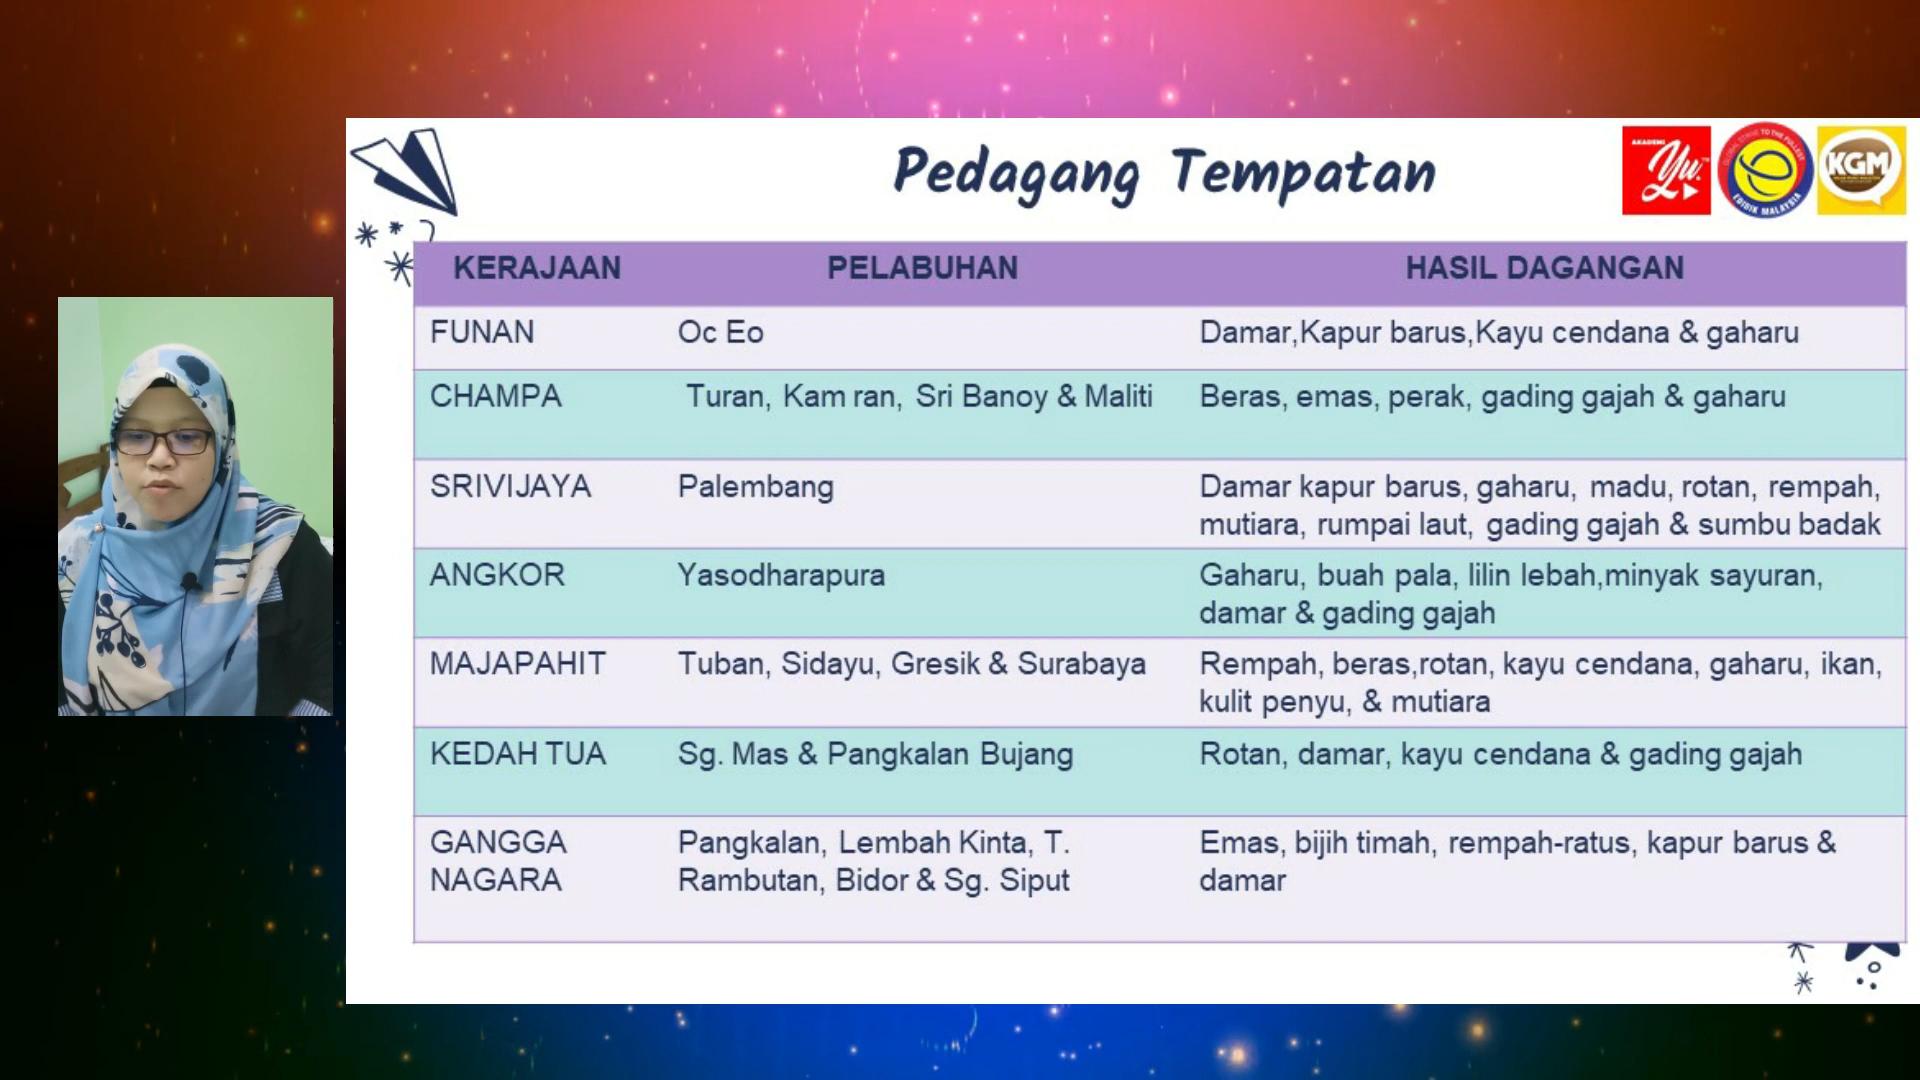 Pedagang Tempatan
AKADEMI
Yu.
EDIDIK MALAYSIA
KGM
KERAJAAN PELABUHAN HASIL DAGANGAN
FUNAN Oc Eo Damar,Kapur barus,Kayu cendana & gaharu
CHAMPA Turan, Kam ran, Sri Banoy & Maliti Beras, emas, perak, gading gajah & gaharu
SRIVIJAYA Palembang Damar kapur barus, gaharu, madu, rotan, rempah,
mutiara, rumpai laut, gading gajah & sumbu badak
ANGKOR Yasodharapura Gaharu, buah pala, lilin lebah,minyak sayuran,
damar & gading gajah
MAJAPAHIT Tuban, Sidayu, Gresik & Surabaya Rempah, beras,rotan, kayu cendana, gaharu, ikan,
kulit penyu, & mutiara
KEDAH TUA Sg. Mas & Pangkalan Bujang Rotan, damar, kayu cendana & gading gajah
GANGGA Pangkalan, Lembah Kinta, T. Emas, bijih timah, rempah-ratus, kapur barus &
NAGARA Rambutan, Bidor & Sg. Siput damar